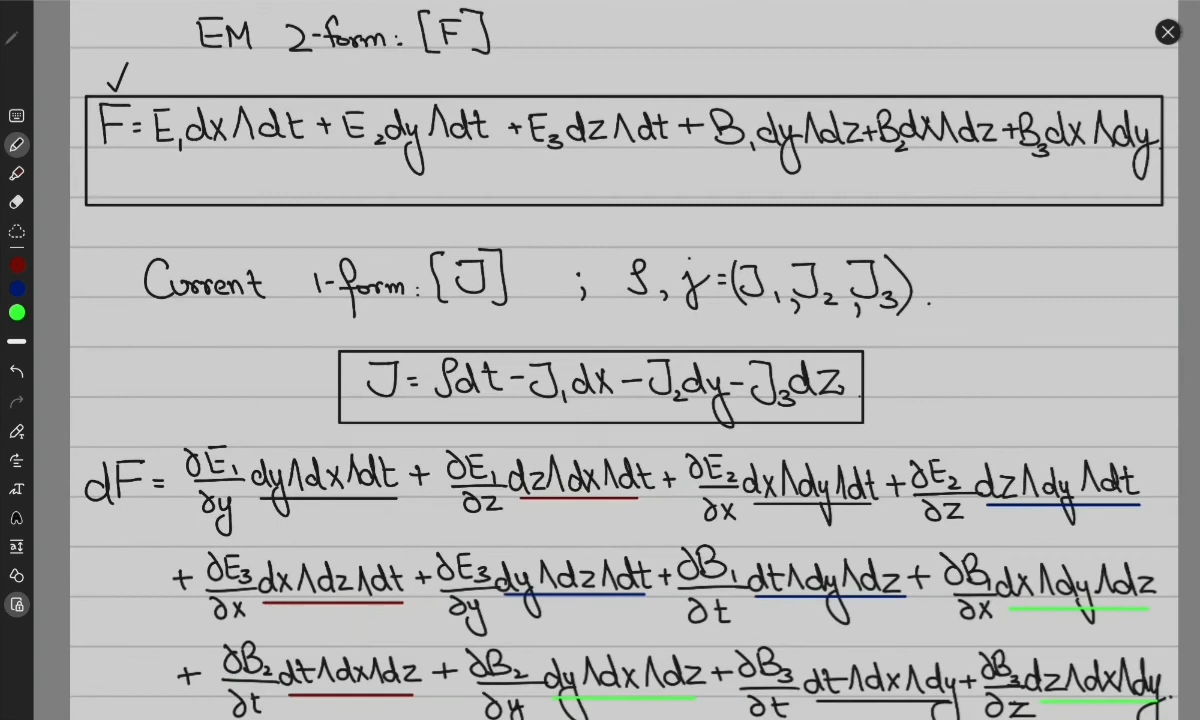 EM 2-form: [F]
✓
F = E₁dx∧dt + E₂dy∧dt + E₃dz∧dt + B₁dy∧dz + B₂dx∧dz + B₃dx∧dy
Current 1-form: [J] ; ρ, j = (J₁, J₂, J₃).
J = ρdt - J₁dx - J₂dy - J₃dz.
dF = ∂E₁/∂y dy∧dx∧dt + ∂E₁/∂z dz∧dx∧dt + ∂E₂/∂x dx∧dy∧dt + ∂E₂/∂z dz∧dy∧dt
+ ∂E₃/∂x dx∧dz∧dt + ∂E₃/∂y dy∧dz∧dt + ∂B₁/∂t dt∧dy∧dz + ∂B₁/∂x dx∧dy∧dz
+ ∂B₂/∂t dt∧dx∧dz + ∂B₂/∂y dy∧dx∧dz + ∂B₃/∂t dt∧dx∧dy + ∂B₃/∂z dz∧dx∧dy.